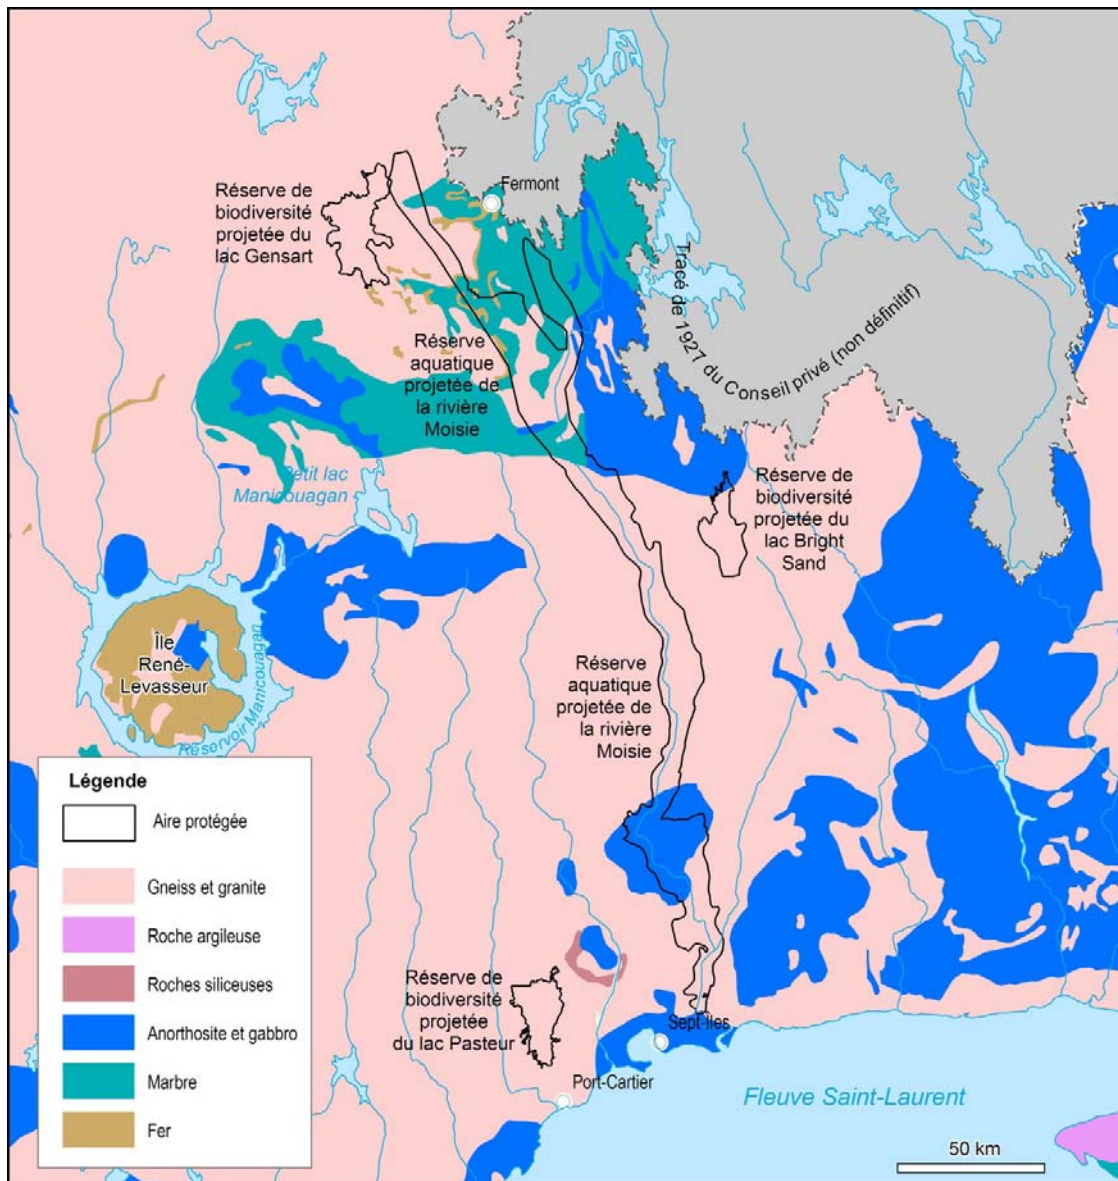 Fermont
Réserve de
biodiversité
projetée du
lac Gensart
Tracé de 1927 du Conseil privé (non définitif)
Réserve
aquatique
projetée de
la rivière
Moisie
Petit lac
Manicouagan
Réserve de
biodiversité
projetée du
lac Bright
Sand
Île
René-
Levasseur
Réservoir Manicouagan
Réserve
aquatique
projetée de
la rivière
Moisie
Légende
Aire protégée
Gneiss et granite
Roche argileuse
Roches siliceuses
Anorthosite et gabbro
Marbre
Fer
Réserve de
biodiversité
projetée
du lac Pasteur
Sept-Îles
Port-Cartier
Fleuve Saint-Laurent
50 km